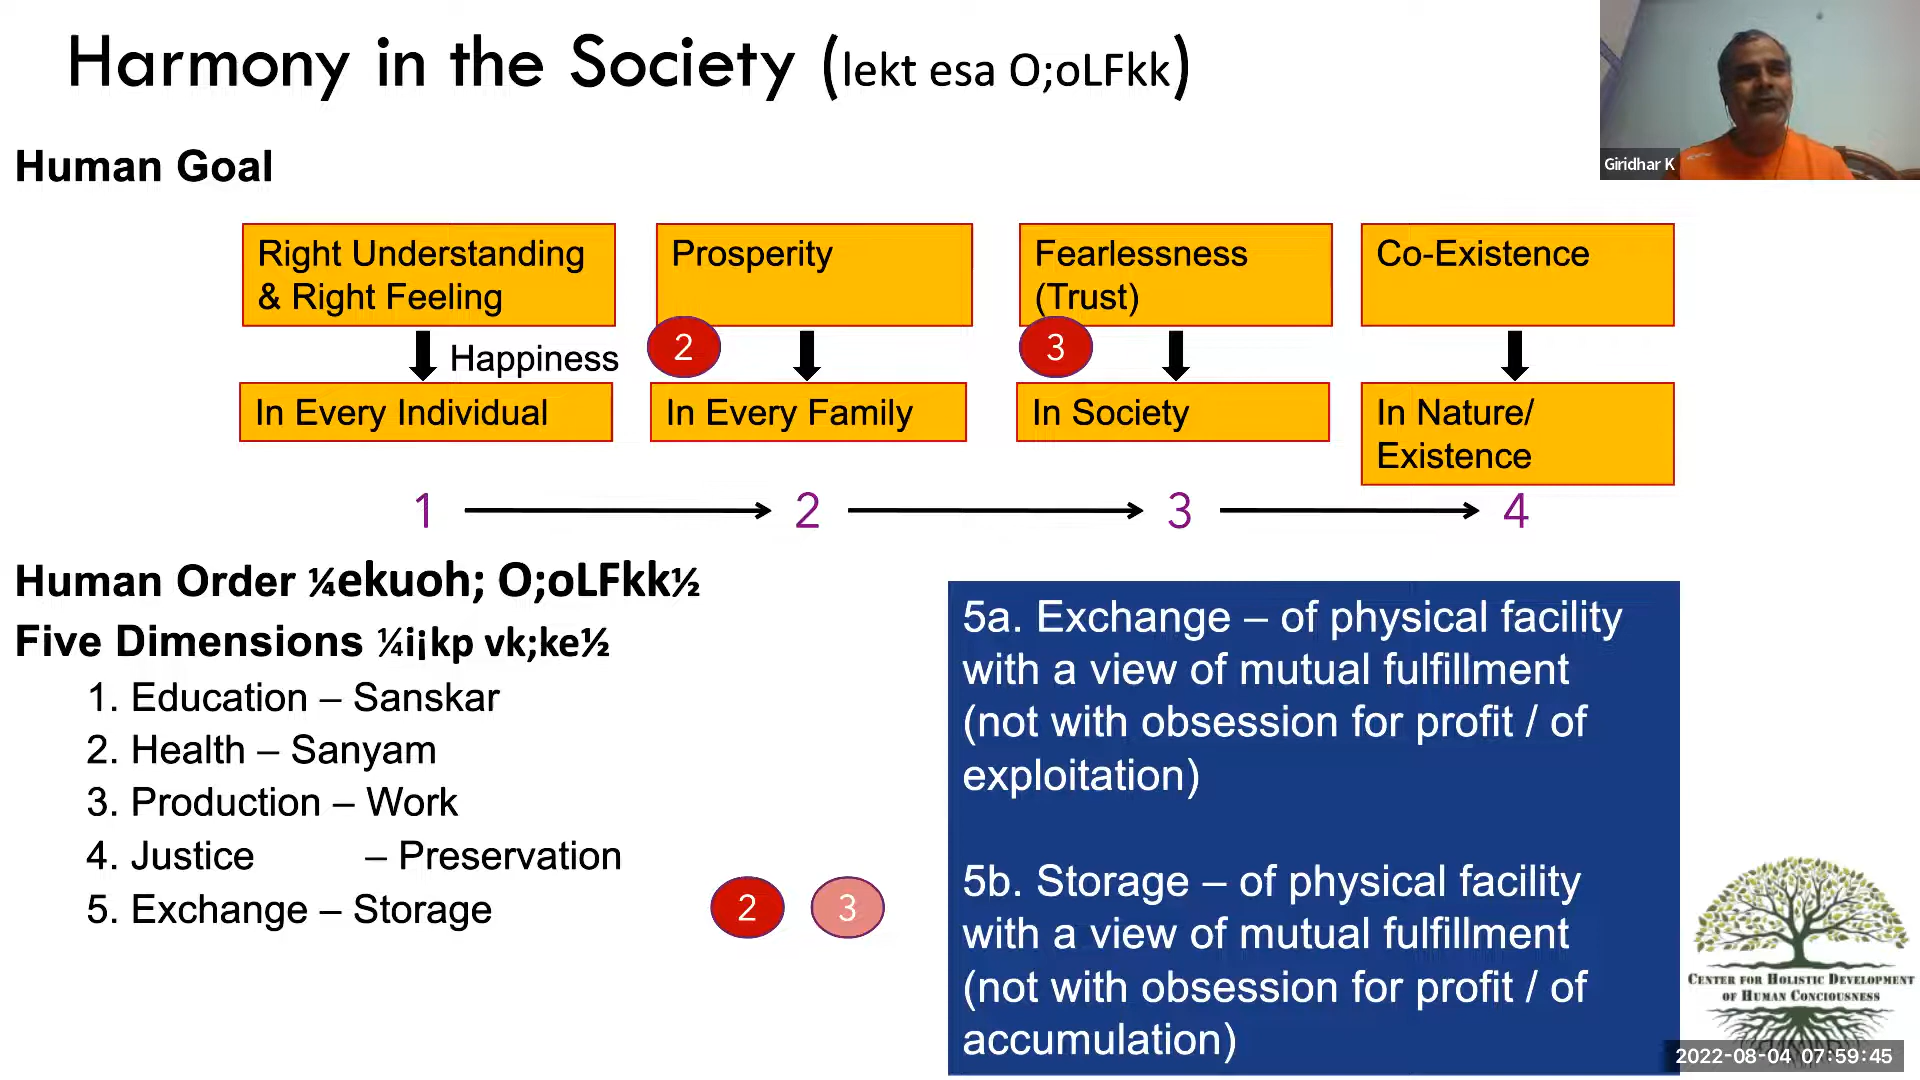 Harmony in the Society (lekt esa O;oLFkk)
Giridhar K
Human Goal
Right Understanding
& Right Feeling
Prosperity
Fearlessness
(Trust)
Co-Existence
Happiness
2
3
In Every Individual
In Every Family
In Society
In Nature/
Existence
1
2
3
4
Human Order ¼ekuoh; O;oLFkk½
Five Dimensions ¼i¡kp vk;ke½
1. Education – Sanskar
2. Health – Sanyam
3. Production – Work
4. Justice – Preservation
5. Exchange – Storage
2
3
5a. Exchange – of physical facility
with a view of mutual fulfillment
(not with obsession for profit / of
exploitation)
5b. Storage – of physical facility
with a view of mutual fulfillment
(not with obsession for profit / of
accumulation)
CENTER FOR HOLISTIC DEVELOPMENT
OF HUMAN CONCIOUSNESS
2022-08-04 07:59:45